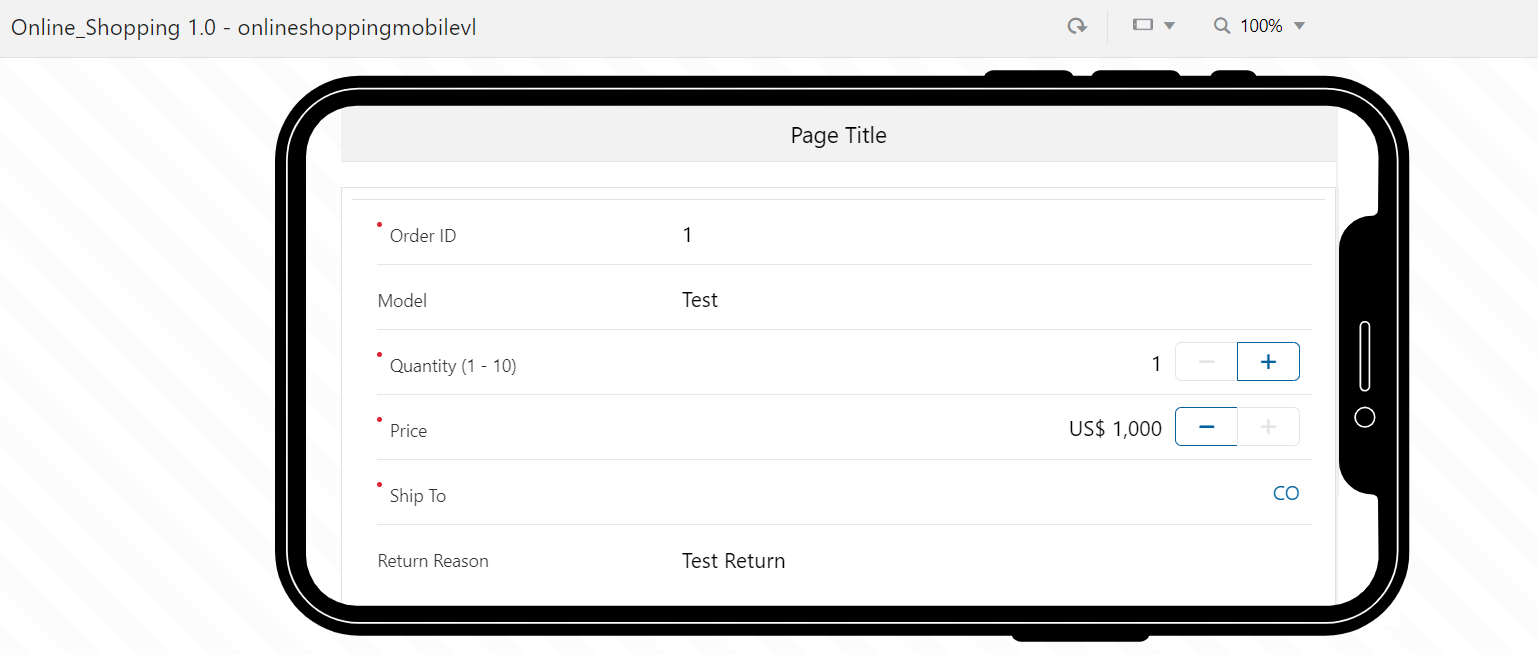 Online_Shopping 1.0 - onlineshoppingmobilevl
100%
Page Title
Order ID 1
Model Test
Quantity (1 - 10) 1
Price US$ 1,000
Ship To CO
Return Reason Test Return